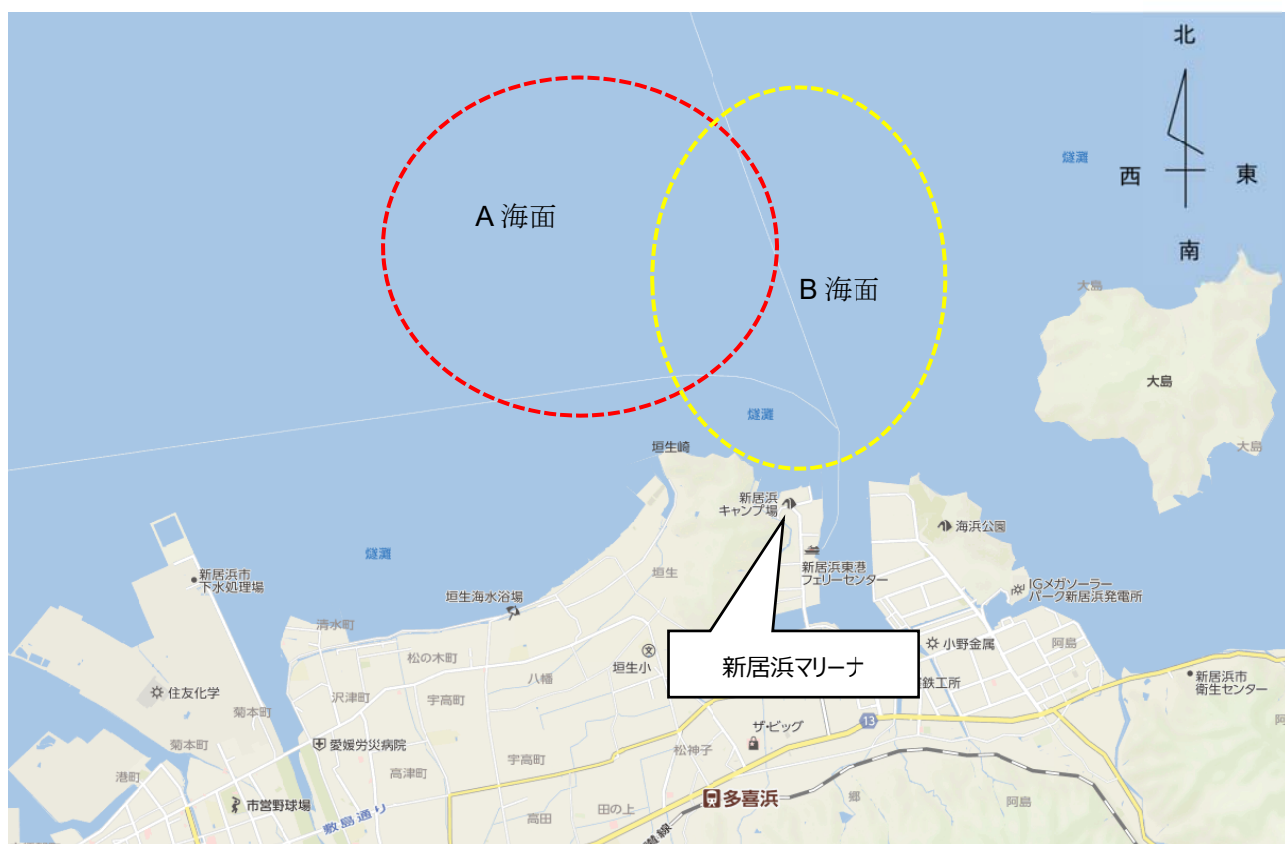 北
燧灘
西
東
A 海面
南
B 海面
大島
大島
燧灘
大島
垣生崎
新居浜
キャンプ場
海浜公園
燧灘
新居浜東港
フェリーセンター
新居浜市
下水処理場
垣生
IGメガソーラー
パーク新居浜発電所
垣生海水浴場
清水町
小野金属
阿島
松の木町
垣生小
新居浜マリーナ
鉄工所
新居浜市
衛生センター
八幡
住友化学
沢津町
宇高町
菊本町
13
ザ・ビッグ
菊本町
愛媛労災病院
松神子
宇高町
港町
高津町
多喜浜
郷
阿島
市営野球場
田の上
敷島通り
高田
讃線